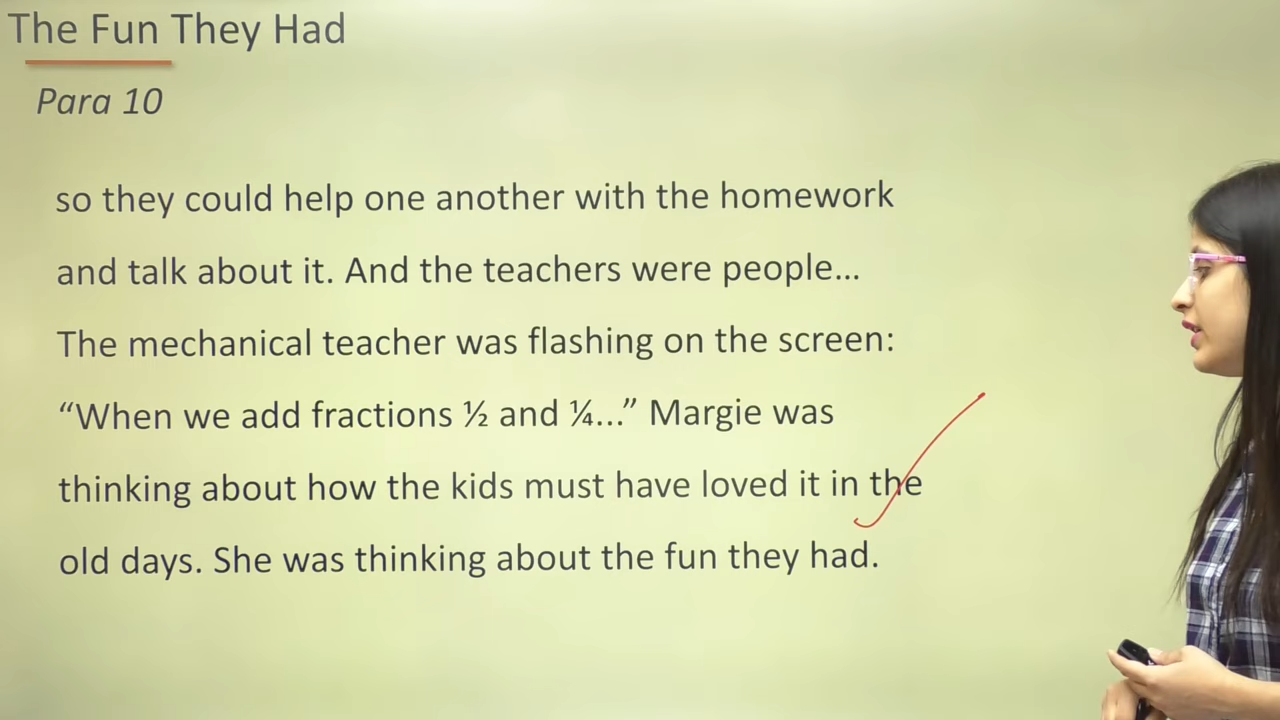 The Fun They Had
Para 10
so they could help one another with the homework
and talk about it. And the teachers were people...
The mechanical teacher was flashing on the screen:
“When we add fractions ½ and ¼...” Margie was
thinking about how the kids must have loved it in the
old days. She was thinking about the fun they had.